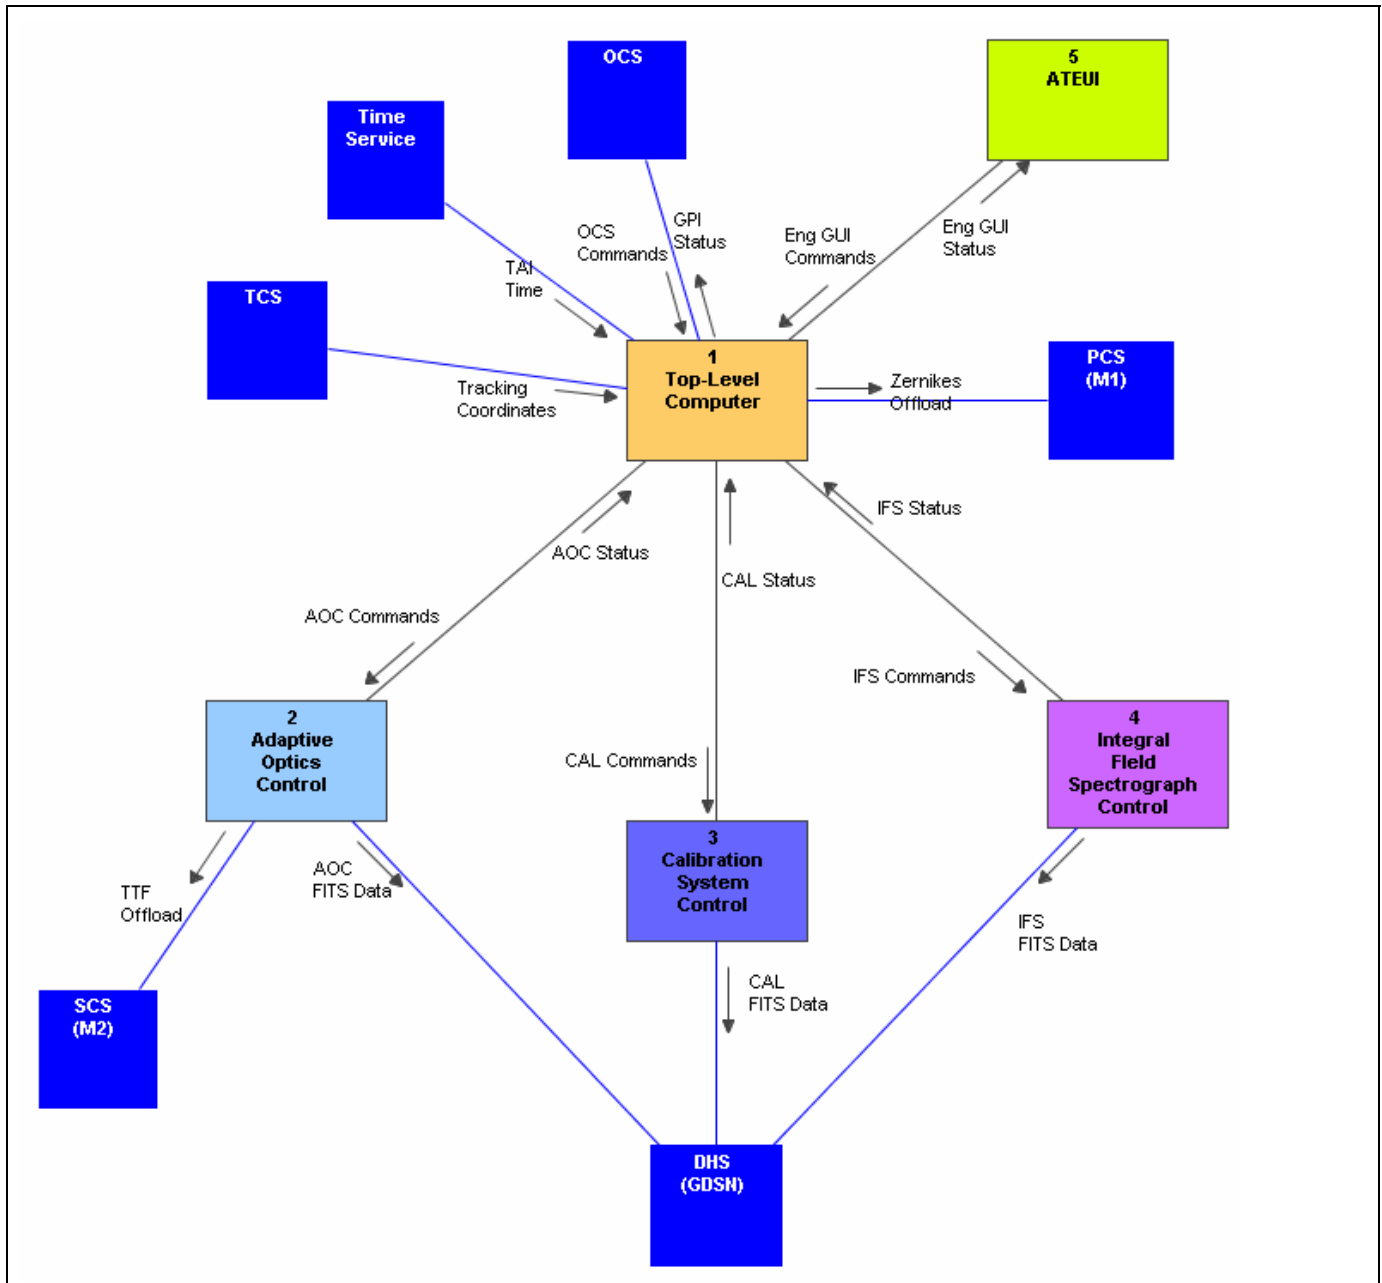 OCS
5
ATEUI
Time
Service
OCS
Commands
GPI
Status
Eng GUI
Commands
Eng GUI
Status
TAI
Time
TCS
Tracking
Coordinates
1
Top-Level
Computer
Zernikes
Offload
PCS
(M1)
IFS Status
AOC Status
CAL Status
AOC Commands
IFS Commands
2
Adaptive
Optics
Control
CAL Commands
4
Integral
Field
Spectrograph
Control
3
Calibration
System
Control
TTF
Offload
AOC
FITS Data
IFS
FITS Data
CAL
FITS Data
SCS
(M2)
DHS
(GDSN)